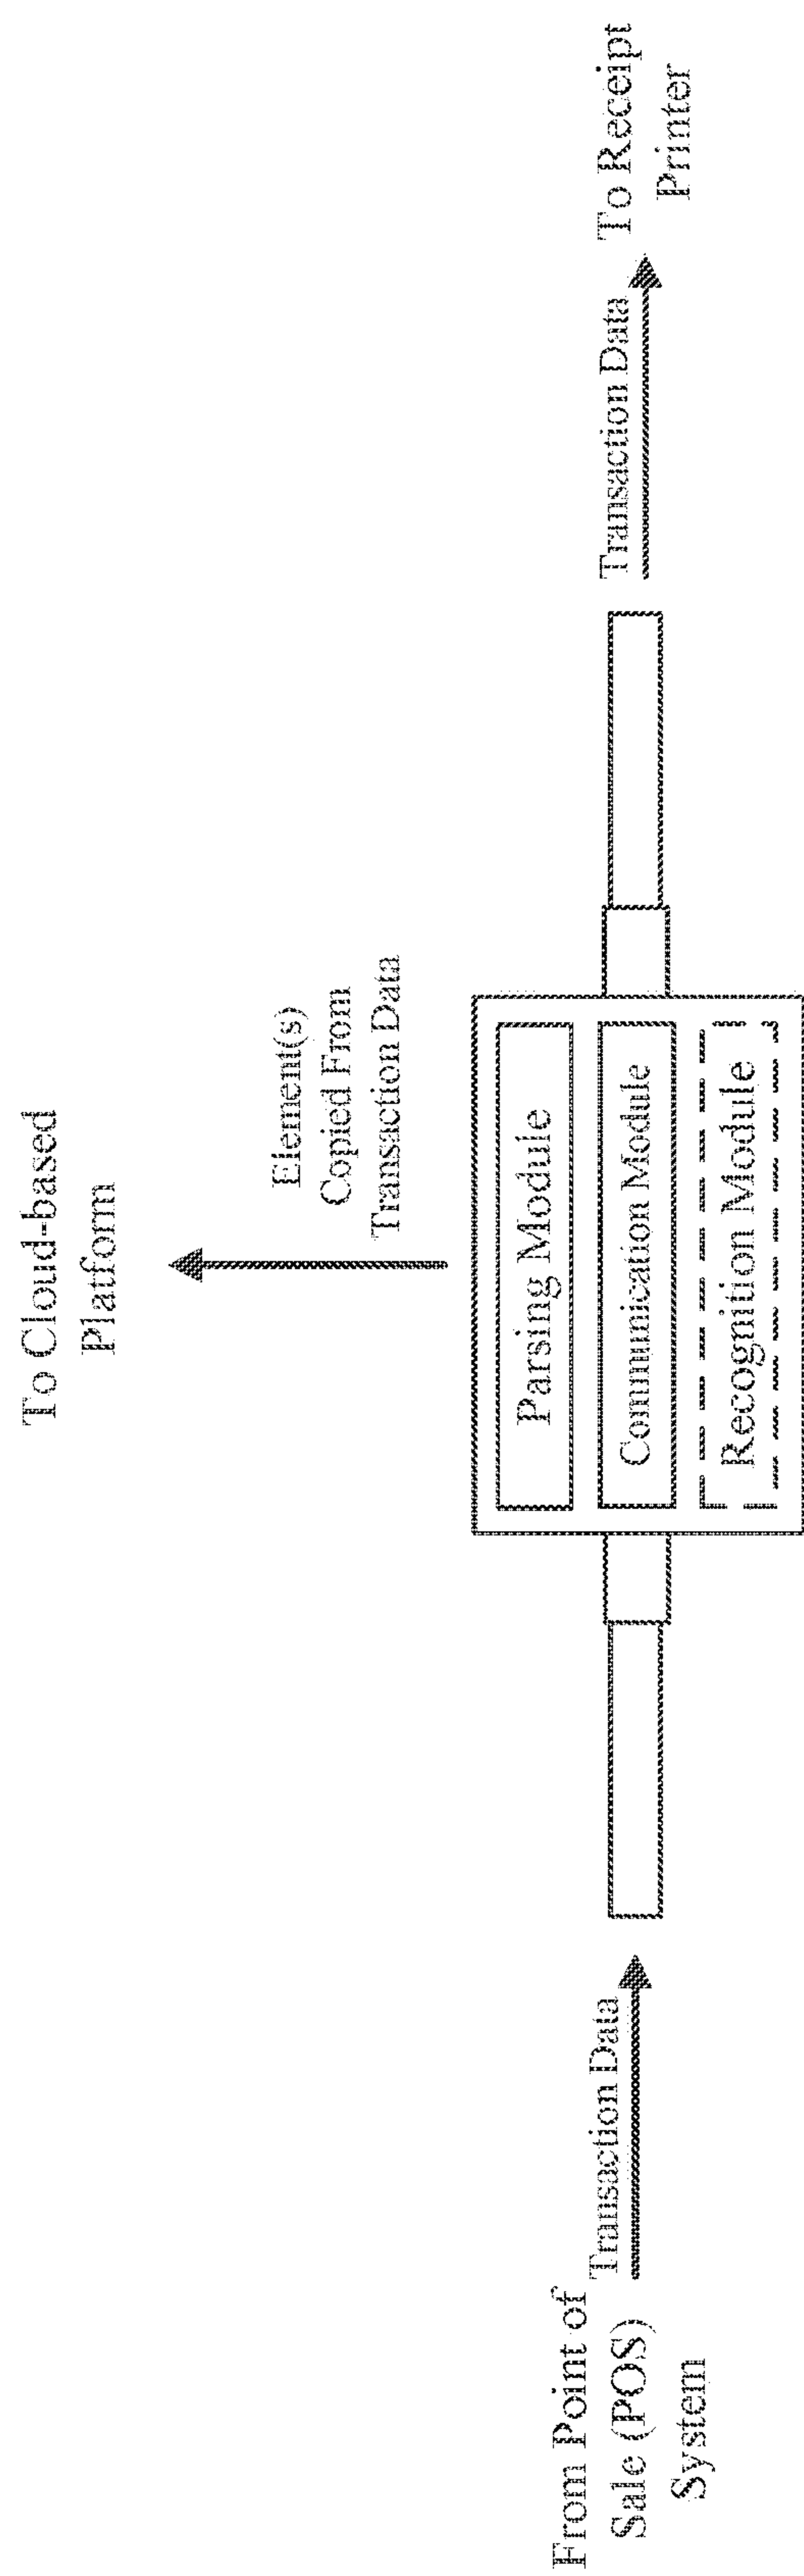 To Cloud-based
Platform
Element(s)
Copied From
Transaction Data
From Point of
Sale (POS)
System
Transaction Data
Parsing Module
Communication Module
Recognition Module
Transaction Data
To Receipt
Printer